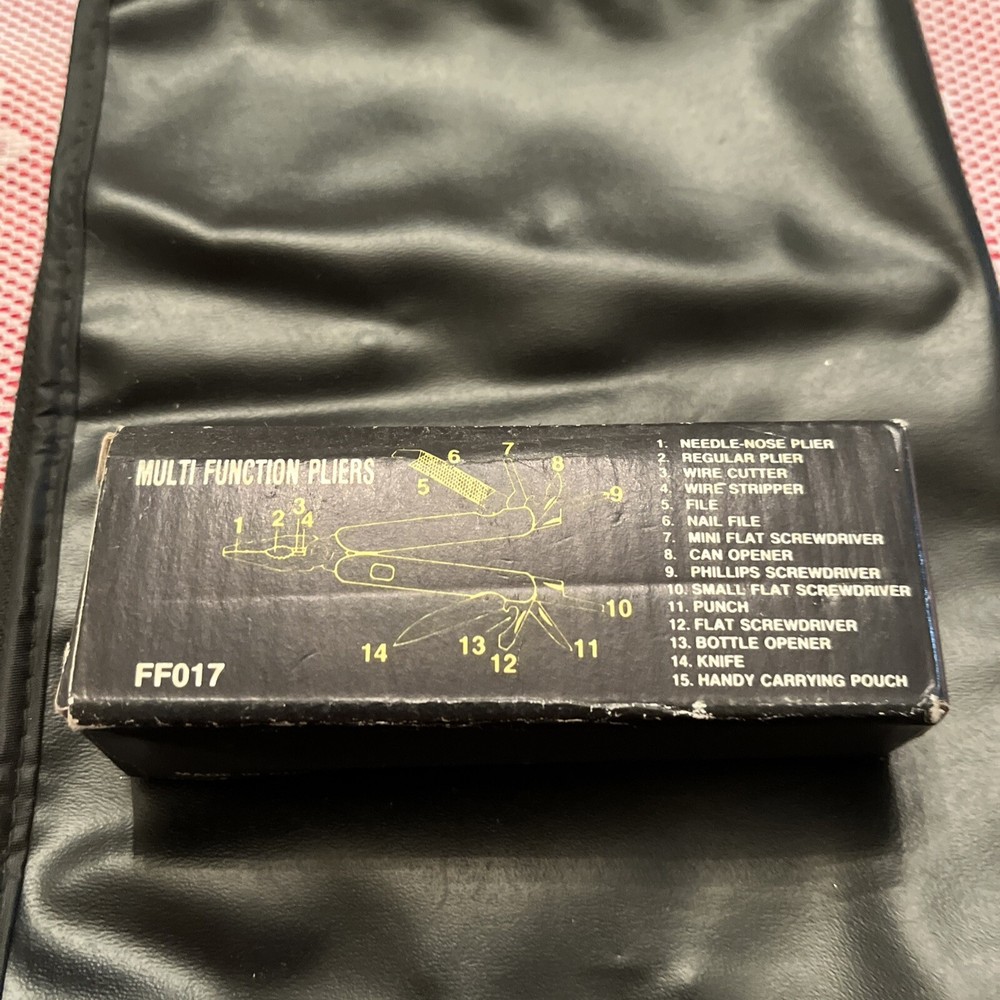 MULTI FUNCTION PLIERS
1
2
3
4
5
6
7
8
9
10
11
12
13
14
FF017
1. NEEDLE-NOSE PLIER
2. REGULAR PLIER
3. WIRE CUTTER
4. WIRE STRIPPER
5. FILE
6. NAIL FILE
7. MINI FLAT SCREWDRIVER
8. CAN OPENER
9. PHILLIPS SCREWDRIVER
10. SMALL FLAT SCREWDRIVER
11. PUNCH
12. FLAT SCREWDRIVER
13. BOTTLE OPENER
14. KNIFE
15. HANDY CARRYING POUCH